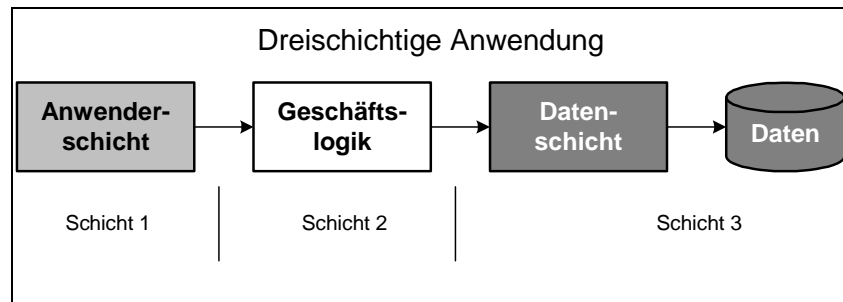 Dreischichtige Anwendung
Anwender-
schicht
Geschäfts-
logik
Daten-
schicht
Daten
Schicht 1
Schicht 2
Schicht 3